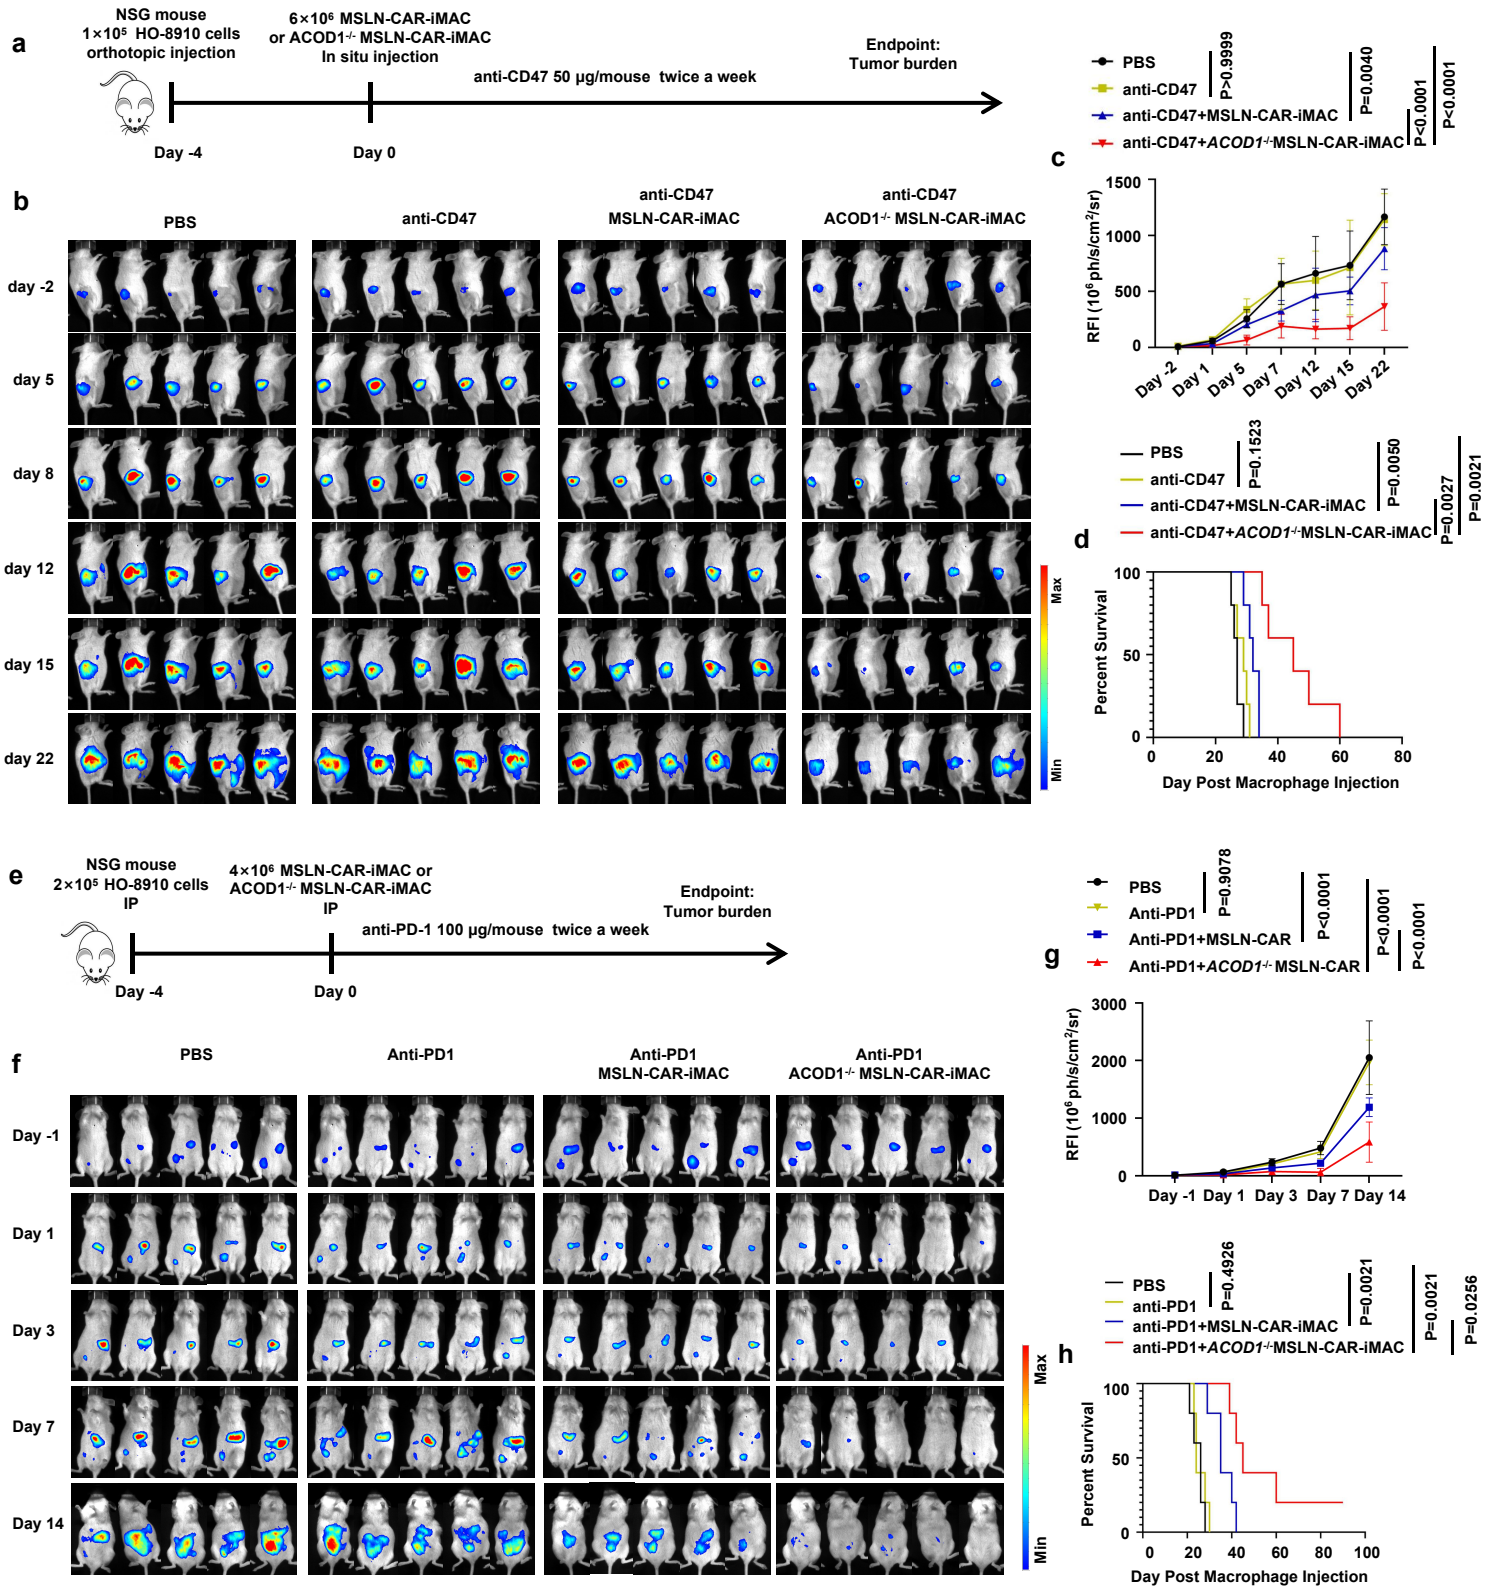 a
NSG mouse
1×10⁵ HO-8910 cells
orthotopic injection
6×10⁶ MSLN-CAR-iMAC
or ACOD1⁻/⁻ MSLN-CAR-iMAC
In situ injection
anti-CD47 50 µg/mouse twice a week
Endpoint:
Tumor burden
Day -4
Day 0
b
PBS
anti-CD47
anti-CD47
MSLN-CAR-iMAC
anti-CD47
ACOD1⁻/⁻ MSLN-CAR-iMAC
day -2
day 5
day 8
day 12
day 15
day 22
Max
Min
c
PBS
anti-CD47
anti-CD47+MSLN-CAR-iMAC
anti-CD47+ACOD1⁻/⁻MSLN-CAR-iMAC
P>0.9999
P=0.0040
P<0.0001
P<0.0001
RFI (10⁶ ph/s/cm²/sr)
1500
1000
500
0
Day -2
Day 1
Day 5
Day 7
Day 12
Day 15
Day 22
d
PBS
anti-CD47
anti-CD47+MSLN-CAR-iMAC
anti-CD47+ACOD1⁻/⁻MSLN-CAR-iMAC
P=0.1523
P=0.0050
P=0.0027
P=0.0021
Percent Survival
100
50
0
0 20 40 60 80
Day Post Macrophage Injection
e
NSG mouse
2×10⁵ HO-8910 cells
IP
4×10⁶ MSLN-CAR-iMAC or
ACOD1⁻/⁻ MSLN-CAR-iMAC
IP
anti-PD-1 100 µg/mouse twice a week
Endpoint:
Tumor burden
Day -4
Day 0
f
PBS
Anti-PD1
Anti-PD1
MSLN-CAR-iMAC
Anti-PD1
ACOD1⁻/⁻ MSLN-CAR-iMAC
Day -1
Day 1
Day 3
Day 7
Day 14
Max
Min
g
PBS
Anti-PD1
Anti-PD1+MSLN-CAR
Anti-PD1+ACOD1⁻/⁻ MSLN-CAR
P=0.9078
P<0.0001
P<0.0001
P<0.0001
RFI (10⁶ph/s/cm²/sr)
3000
2000
1000
0
Day -1 Day 1 Day 3 Day 7 Day 14
h
PBS
anti-PD1
anti-PD1+MSLN-CAR-iMAC
anti-PD1+ACOD1⁻/⁻MSLN-CAR-iMAC
P=0.4926
P=0.0021
P=0.0021
P=0.0256
Percent Survival
100
50
0
0 20 40 60 80 100
Day Post Macrophage Injection